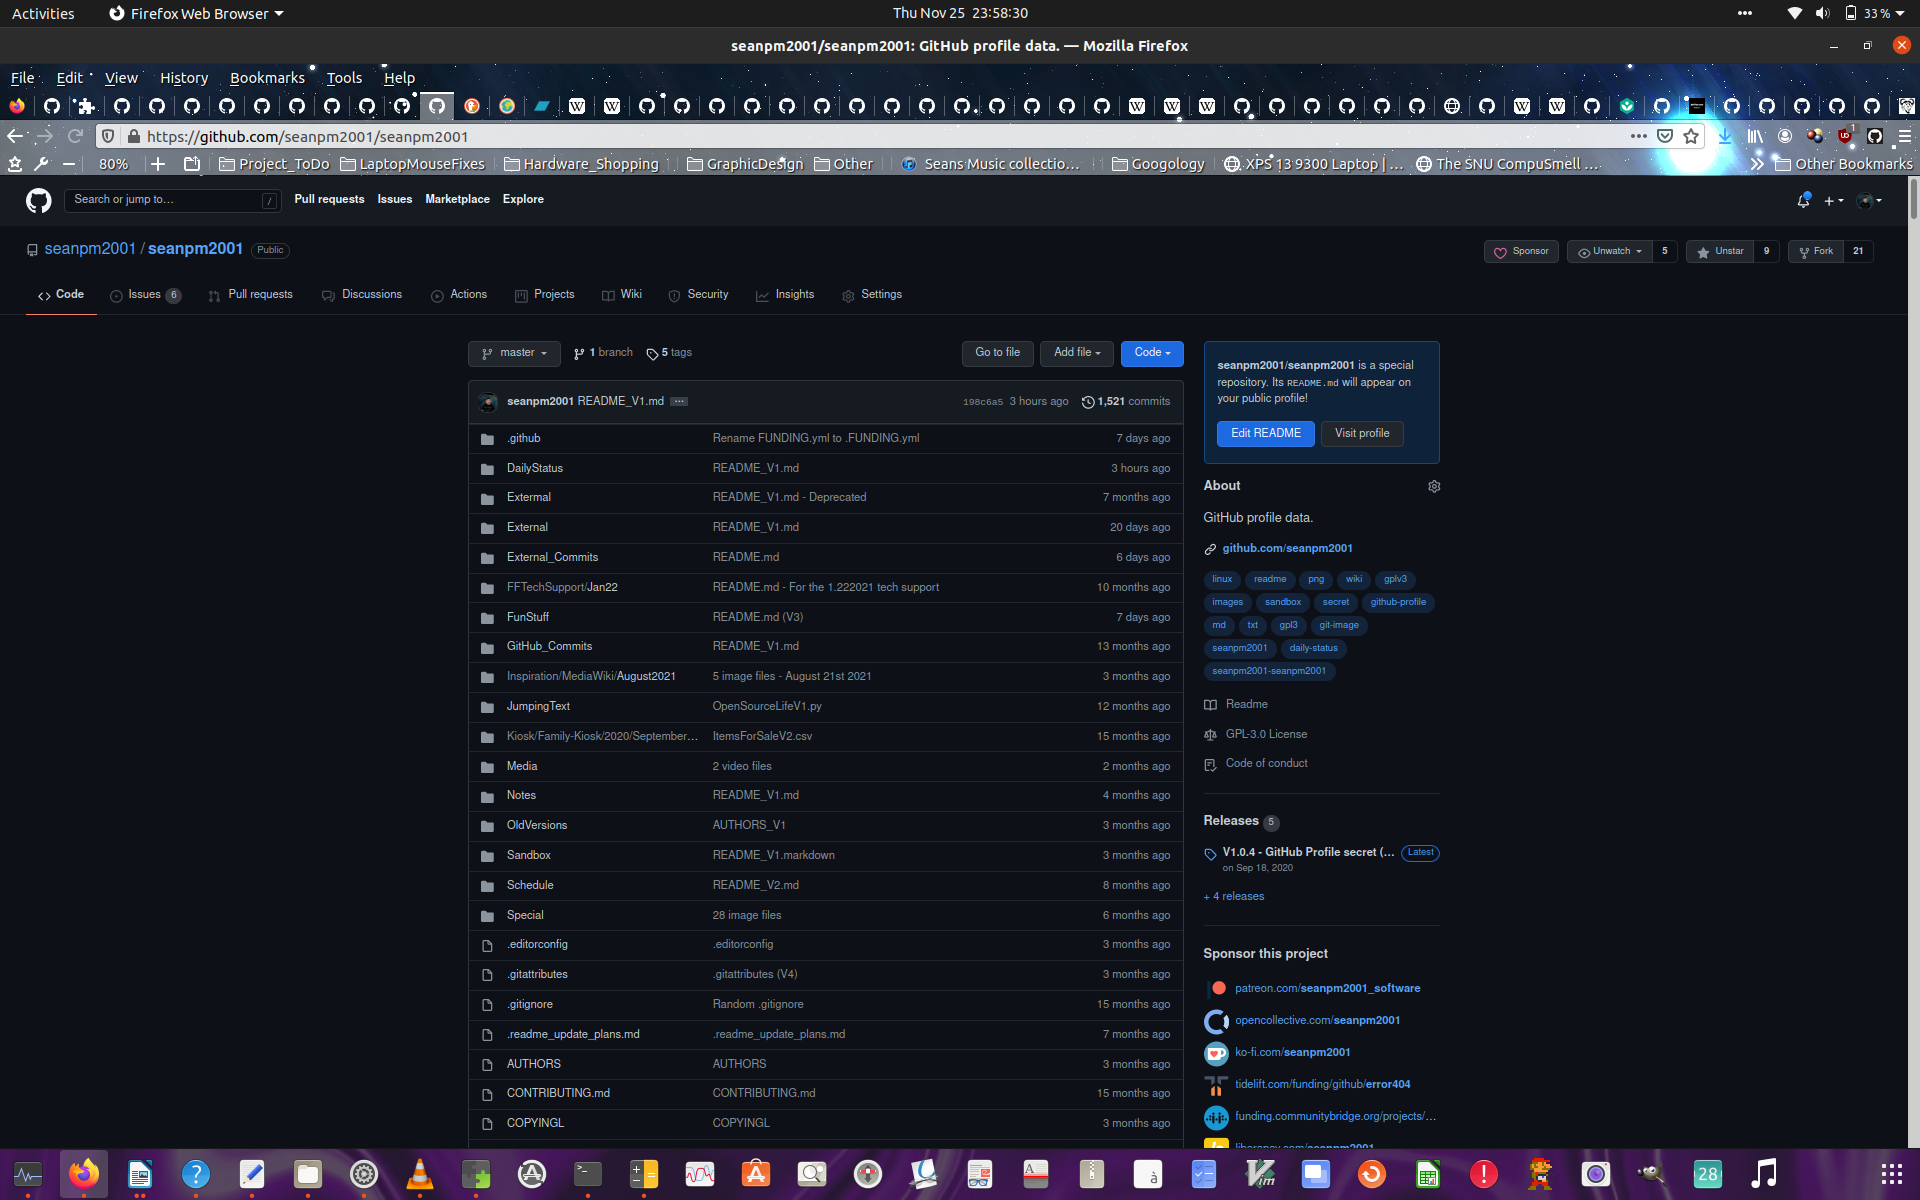 Activities Firefox Web Browser Thu Nov 25 23:58:30 33 %
seanpm2001/seanpm2001: GitHub profile data. — Mozilla Firefox
File Edit View History Bookmarks Tools Help
https://github.com/seanpm2001/seanpm2001
80% Project_ToDo LaptopMouseFixes Hardware_Shopping GraphicDesign Other Seans Music collectio… Googology XPS 13 9300 Laptop | … The SNU CompuSmell … Other Bookmarks
Search or jump to… / Pull requests Issues Marketplace Explore
seanpm2001 / seanpm2001 Public Sponsor Unwatch 5 Unstar 9 Fork 21
Code Issues 6 Pull requests Discussions Actions Projects Wiki Security Insights Settings
master 1 branch 5 tags Go to file Add file Code
seanpm2001 README_V1.md ... 198c6a5 3 hours ago 1,521 commits
.github Rename FUNDING.yml to .FUNDING.yml 7 days ago
DailyStatus README_V1.md 3 hours ago
Extermal README_V1.md - Deprecated 7 months ago
External README_V1.md 20 days ago
External_Commits README.md 6 days ago
FFTechSupport/Jan22 README.md - For the 1.222021 tech support 10 months ago
FunStuff README.md (V3) 7 days ago
GitHub_Commits README_V1.md 13 months ago
Inspiration/MediaWiki/August2021 5 image files - August 21st 2021 3 months ago
JumpingText OpenSourceLifeV1.py 12 months ago
Kiosk/Family-Kiosk/2020/September… ItemsForSaleV2.csv 15 months ago
Media 2 video files 2 months ago
Notes README_V1.md 4 months ago
OldVersions AUTHORS_V1 3 months ago
Sandbox README_V1.markdown 3 months ago
Schedule README_V2.md 8 months ago
Special 28 image files 6 months ago
.editorconfig .editorconfig 3 months ago
.gitattributes .gitattributes (V4) 3 months ago
.gitignore Random .gitignore 15 months ago
.readme_update_plans.md .readme_update_plans.md 7 months ago
AUTHORS AUTHORS 3 months ago
CONTRIBUTING.md CONTRIBUTING.md 15 months ago
COPYINGL COPYINGL 3 months ago
seanpm2001/seanpm2001 is a special
repository. Its README.md will appear on
your public profile!
Edit README Visit profile
About
GitHub profile data.
github.com/seanpm2001
linux readme png wiki gplv3
images sandbox secret github-profile
md txt gpl3 git-image
seanpm2001 daily-status
seanpm2001-seanpm2001
Readme
GPL-3.0 License
Code of conduct
Releases 5
V1.0.4 - GitHub Profile secret (… Latest
on Sep 18, 2020
+ 4 releases
Sponsor this project
patreon.com/seanpm2001_software
opencollective.com/seanpm2001
ko-fi.com/seanpm2001
tidelift.com/funding/github/error404
funding.communitybridge.org/projects/…
liberapay.com/seanpm2001
28